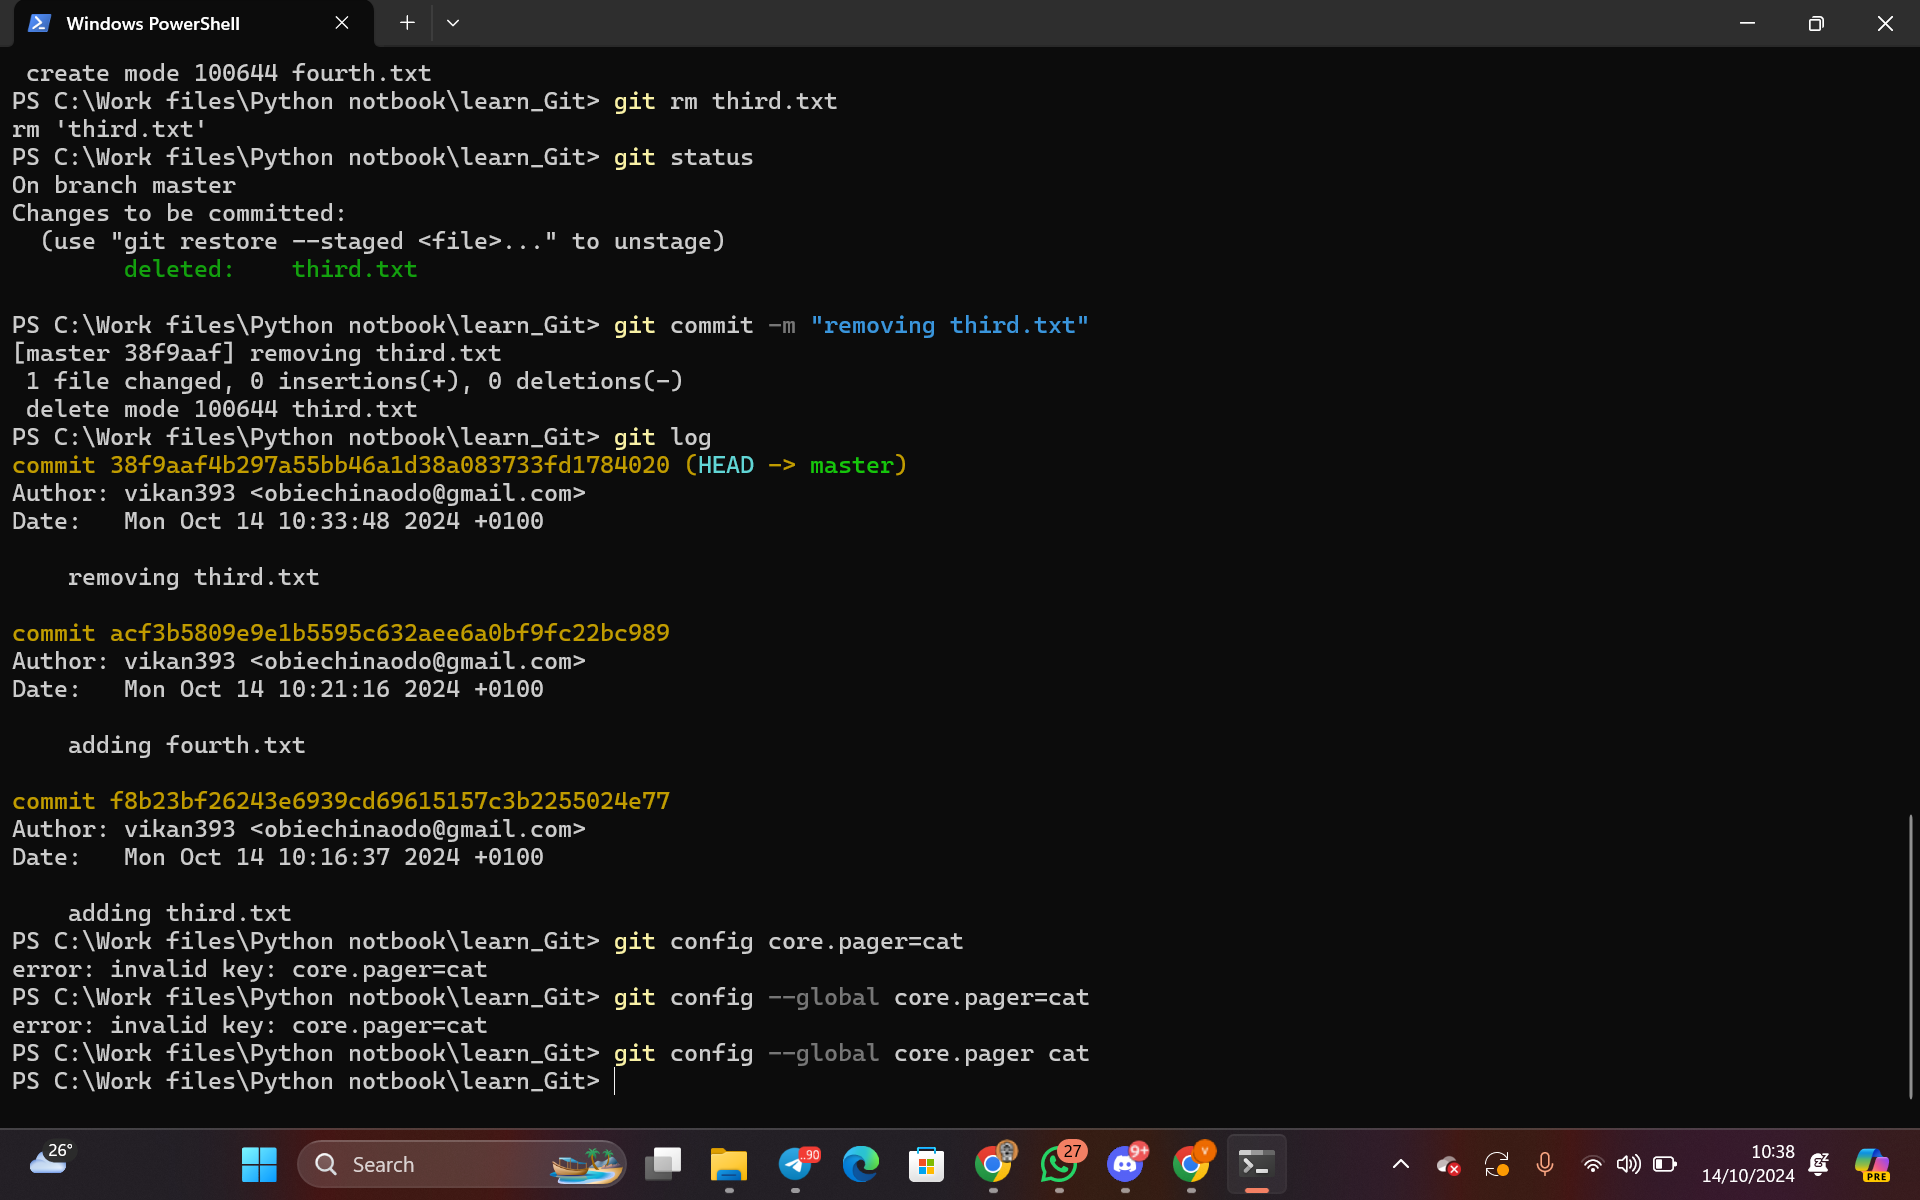 Windows PowerShell
 create mode 100644 fourth.txt
PS C:\Work files\Python notbook\learn_Git> git rm third.txt
rm 'third.txt'
PS C:\Work files\Python notbook\learn_Git> git status
On branch master
Changes to be committed:
  (use "git restore --staged <file>..." to unstage)
        deleted:    third.txt

PS C:\Work files\Python notbook\learn_Git> git commit -m "removing third.txt"
[master 38f9aaf] removing third.txt
 1 file changed, 0 insertions(+), 0 deletions(-)
 delete mode 100644 third.txt
PS C:\Work files\Python notbook\learn_Git> git log
commit 38f9aaf4b297a55bb46a1d38a083733fd1784020 (HEAD -> master)
Author: vikan393 <obiechinaodo@gmail.com>
Date:   Mon Oct 14 10:33:48 2024 +0100

    removing third.txt

commit acf3b5809e9e1b5595c632aee6a0bf9fc22bc989
Author: vikan393 <obiechinaodo@gmail.com>
Date:   Mon Oct 14 10:21:16 2024 +0100

    adding fourth.txt

commit f8b23bf26243e6939cd69615157c3b2255024e77
Author: vikan393 <obiechinaodo@gmail.com>
Date:   Mon Oct 14 10:16:37 2024 +0100

    adding third.txt
PS C:\Work files\Python notbook\learn_Git> git config core.pager=cat
error: invalid key: core.pager=cat
PS C:\Work files\Python notbook\learn_Git> git config --global core.pager=cat
error: invalid key: core.pager=cat
PS C:\Work files\Python notbook\learn_Git> git config --global core.pager cat
PS C:\Work files\Python notbook\learn_Git>
26°
Search
..90
27
9+
V
10:38
14/10/2024
PRE